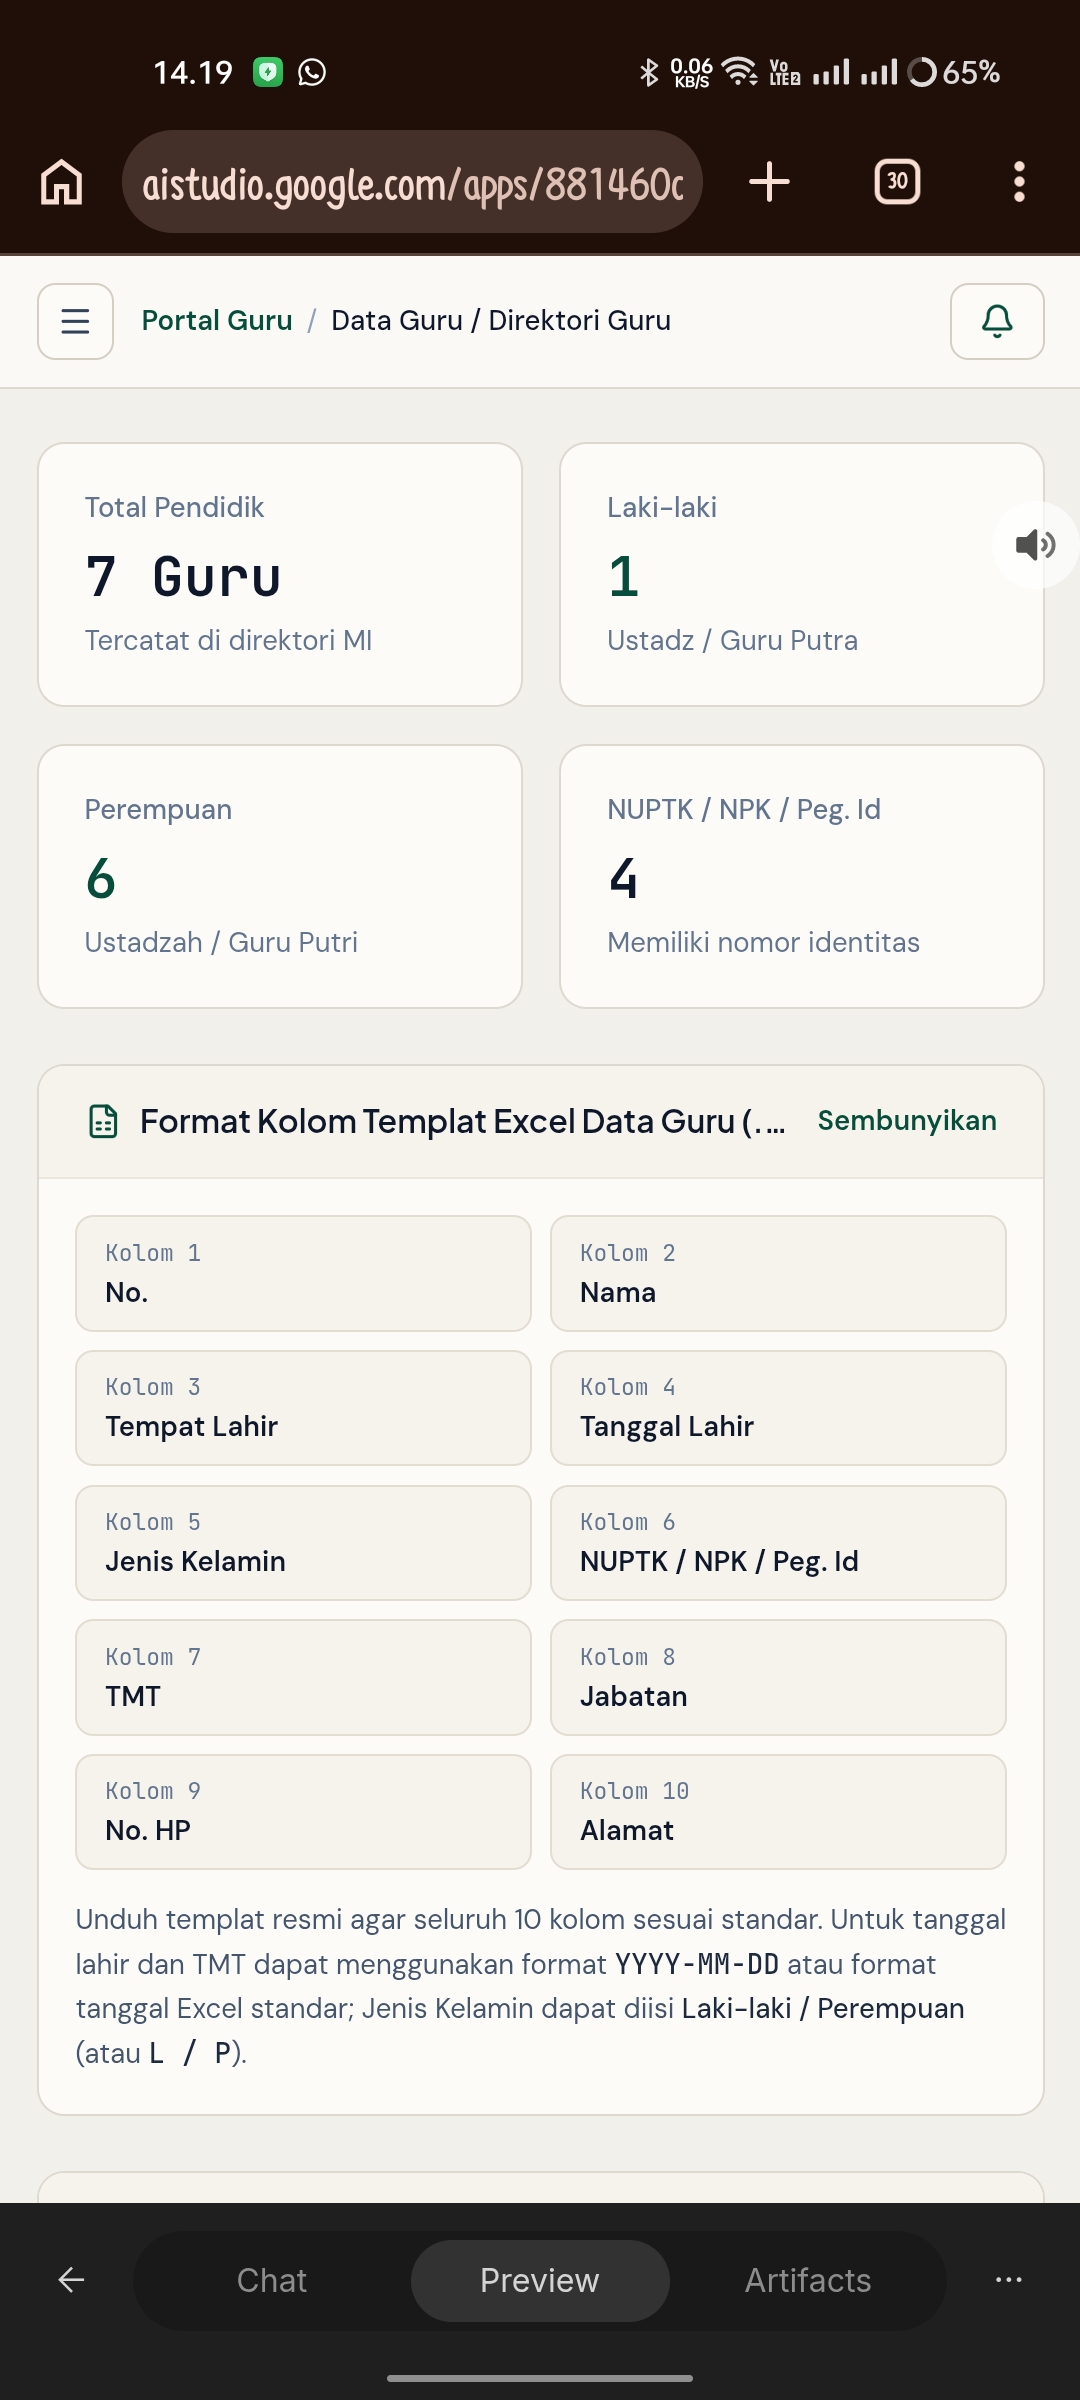 14.19
0.06 KB/S
Vo LTE 2
65%
aistudio.google.com/apps/881460c
30
Portal Guru / Data Guru / Direktori Guru
Total Pendidik
7 Guru
Tercatat di direktori MI
Laki-laki
1
Ustadz / Guru Putra
Perempuan
6
Ustadzah / Guru Putri
NUPTK / NPK / Peg. Id
4
Memiliki nomor identitas
Format Kolom Templat Excel Data Guru (....
Sembunyikan
Kolom 1
No.
Kolom 2
Nama
Kolom 3
Tempat Lahir
Kolom 4
Tanggal Lahir
Kolom 5
Jenis Kelamin
Kolom 6
NUPTK / NPK / Peg. Id
Kolom 7
TMT
Kolom 8
Jabatan
Kolom 9
No. HP
Kolom 10
Alamat
Unduh templat resmi agar seluruh 10 kolom sesuai standar. Untuk tanggal
lahir dan TMT dapat menggunakan format YYYY-MM-DD atau format
tanggal Excel standar; Jenis Kelamin dapat diisi Laki-laki / Perempuan
(atau L / P).
Chat
Preview
Artifacts